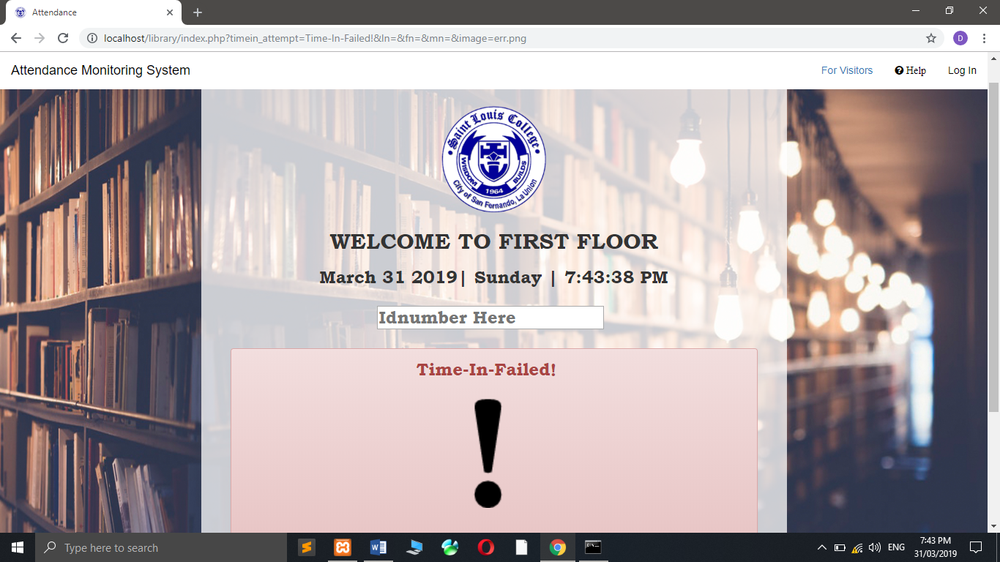 Attendance
localhost/library/index.php?timein_attempt=Time-In-Failed!&ln=&fn=&mn=&image=err.png
D
Attendance Monitoring System
For Visitors
Help
Log In
Saint Louis College
WISDOM BUILDS
1964
City of San Fernando, La Union
WELCOME TO FIRST FLOOR
March 31 2019| Sunday | 7:43:38 PM
Idnumber Here
Time-In-Failed!
!
Type here to search
ENG
7:43 PM
31/03/2019